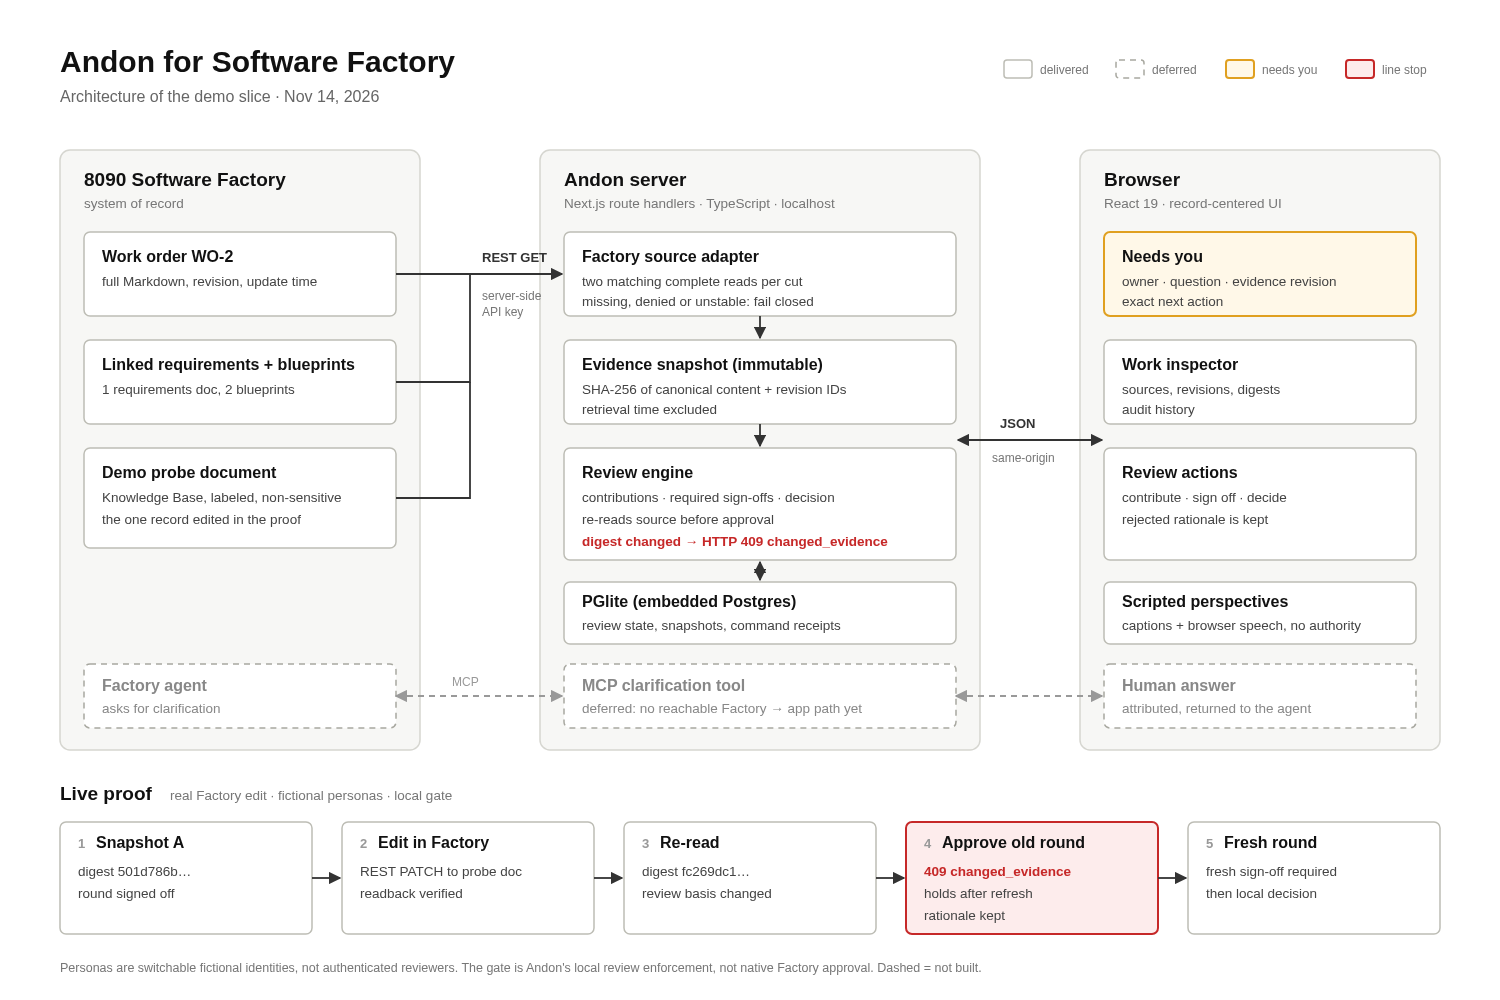 Andon for Software Factory
Architecture of the demo slice · Nov 14, 2026
delivered
deferred
needs you
line stop
8090 Software Factory
system of record
Work order WO-2
full Markdown, revision, update time
Linked requirements + blueprints
1 requirements doc, 2 blueprints
Demo probe document
Knowledge Base, labeled, non-sensitive
the one record edited in the proof
Factory agent
asks for clarification
REST GET
server-side
API key
MCP
Andon server
Next.js route handlers · TypeScript · localhost
Factory source adapter
two matching complete reads per cut
missing, denied or unstable: fail closed
Evidence snapshot (immutable)
SHA-256 of canonical content + revision IDs
retrieval time excluded
Review engine
contributions · required sign-offs · decision
re-reads source before approval
digest changed → HTTP 409 changed_evidence
PGlite (embedded Postgres)
review state, snapshots, command receipts
MCP clarification tool
deferred: no reachable Factory → app path yet
JSON
same-origin
Browser
React 19 · record-centered UI
Needs you
owner · question · evidence revision
exact next action
Work inspector
sources, revisions, digests
audit history
Review actions
contribute · sign off · decide
rejected rationale is kept
Scripted perspectives
captions + browser speech, no authority
Human answer
attributed, returned to the agent
Live proof
real Factory edit · fictional personas · local gate
1 Snapshot A
digest 501d786b…
round signed off
2 Edit in Factory
REST PATCH to probe doc
readback verified
3 Re-read
digest fc269dc1…
review basis changed
4 Approve old round
409 changed_evidence
holds after refresh
rationale kept
5 Fresh round
fresh sign-off required
then local decision
Personas are switchable fictional identities, not authenticated reviewers. The gate is Andon's local review enforcement, not native Factory approval. Dashed = not built.